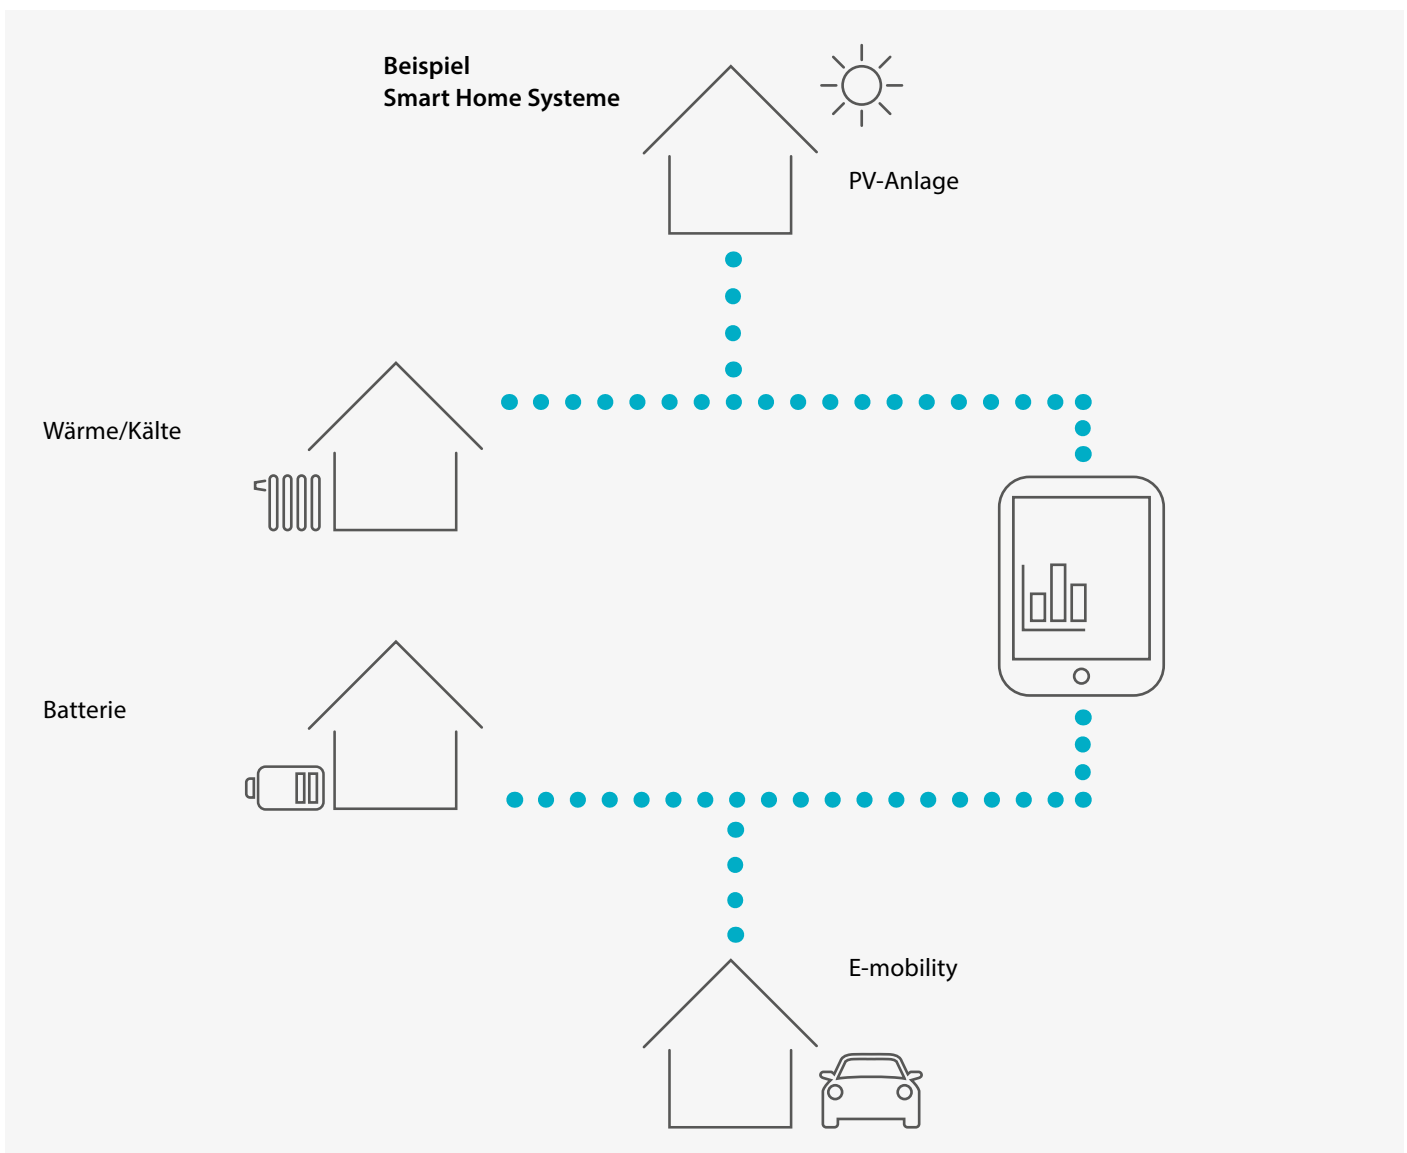 Beispiel
Smart Home Systeme
PV-Anlage
Wärme/Kälte
Batterie
E-mobility